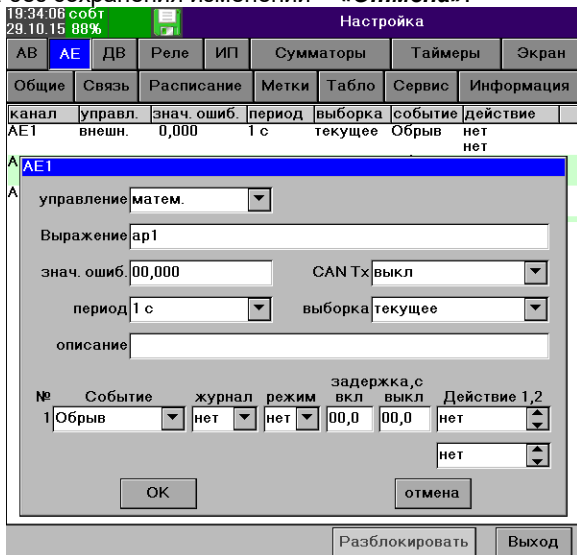 без сохранения изменений «Отмена».
19:34:06 собт
29.10.15 88%
Настройка
АВ АЕ ДВ Реле ИП Сумматоры Таймеры Экран
Общие Связь Расписание Метки Табло Сервис Информация
канал управл. знач. ошиб. период выборка событие действие
АЕ1 внешн. 0,000 1 с текущее Обрыв нет
нет
А
АЕ1
А
управление матем.
Выражение ap1
знач. ошиб. 00,000 CAN Tx выкл
период 1 с выборка текущее
описание
задержка,с
№ Событие журнал режим вкл выкл Действие 1,2
1 Обрыв нет нет 00,0 00,0 нет
нет
OK отмена
Разблокировать Выход